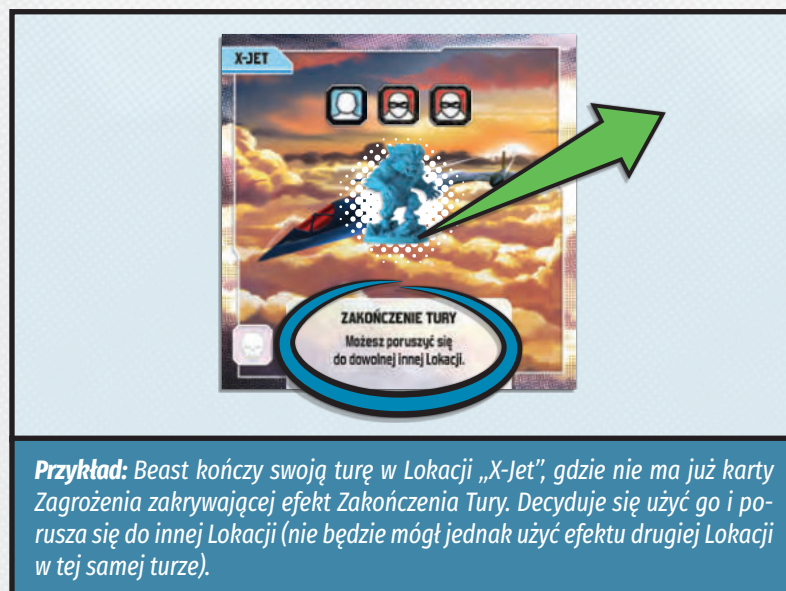 X-JET
ZAKOŃCZENIE TURY
Możesz poruszyć się
do dowolnej innej Lokacji.
Przykład: Beast kończy swoją turę w Lokacji „X-Jet”, gdzie nie ma już karty
Zagrożenia zakrywającej efekt Zakończenia Tury. Decyduje się użyć go i po-
rusza się do innej Lokacji (nie będzie mógł jednak użyć efektu drugiej Lokacji
w tej samej turze).